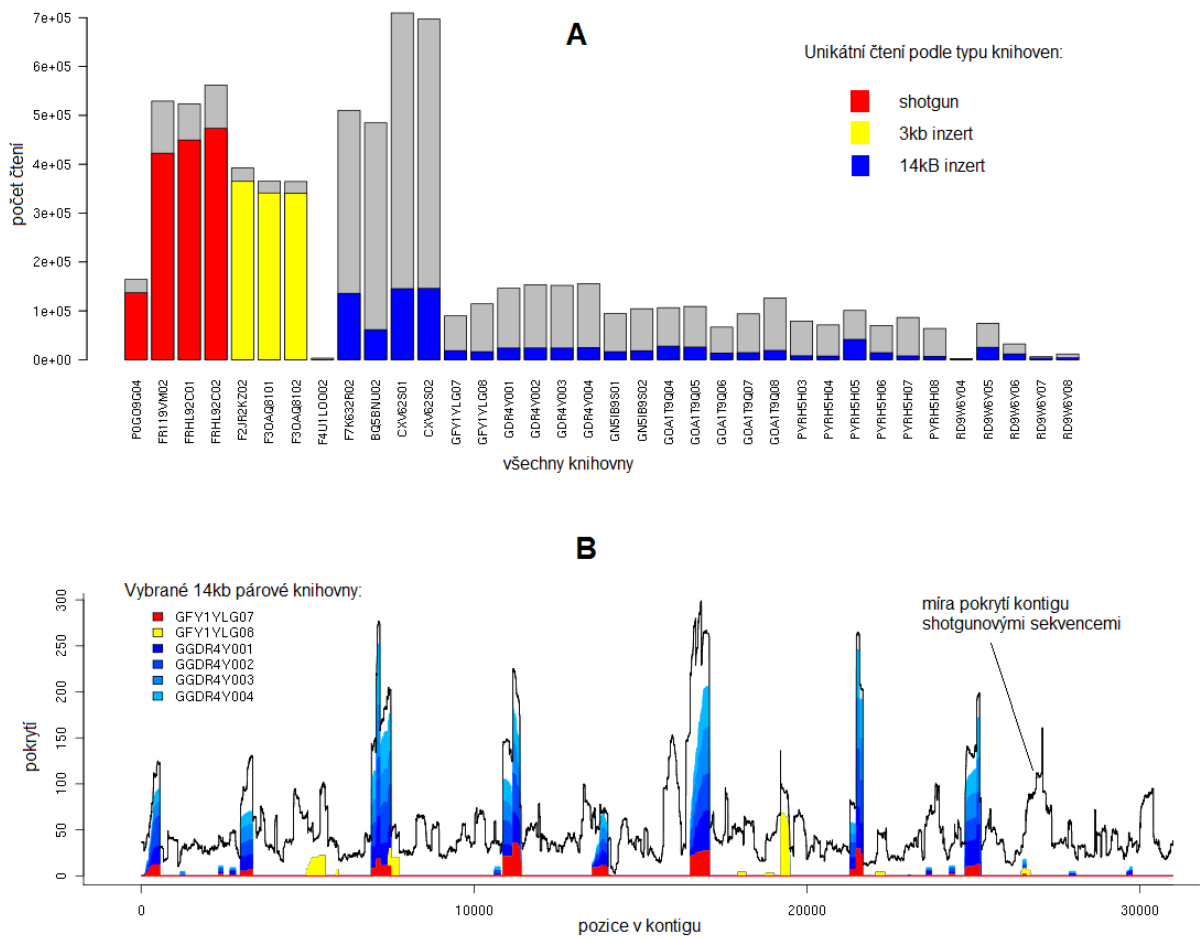 A
7e+05
6e+05
5e+05
4e+05
3e+05
2e+05
1e+05
0e+00
počet čtení
Unikátní čtení podle typu knihoven:
shotgun
3kb inzert
14kB inzert
P0GO9G04
FR119VM02
FRHL92C01
FRHL92C02
F2JR2KZ02
F3OAQ8101
F3OAQ8102
F4U1LOO02
F7K632R02
BQ5BNU002
CXV62S01
CXV62S02
GFY1YLG07
GFY1YLG08
GDR4Y001
GDR4Y002
GDR4Y003
GDR4Y004
GN5IB9S01
GN5IB9S02
GOA1T9Q04
GOA1T9Q05
GOA1T9Q06
GOA1T9Q07
GOA1T9Q08
PYRH5H03
PYRH5H04
PYRH5H05
PYRH5H06
PYRH5H07
PYRH5H08
RD9W6Y04
RD9W6Y05
RD9W6Y06
RD9W6Y07
RD9W6Y08
všechny knihovny
B
Vybrané 14kb párové knihovny:
GFY1YLG07
GFY1YLG08
GGDR4Y001
GGDR4Y002
GGDR4Y003
GGDR4Y004
míra pokrytí kontigu
shotgunovými sekvencemi
300
250
200
150
100
50
0
pokrytí
0
10000
20000
30000
pozice v kontigu